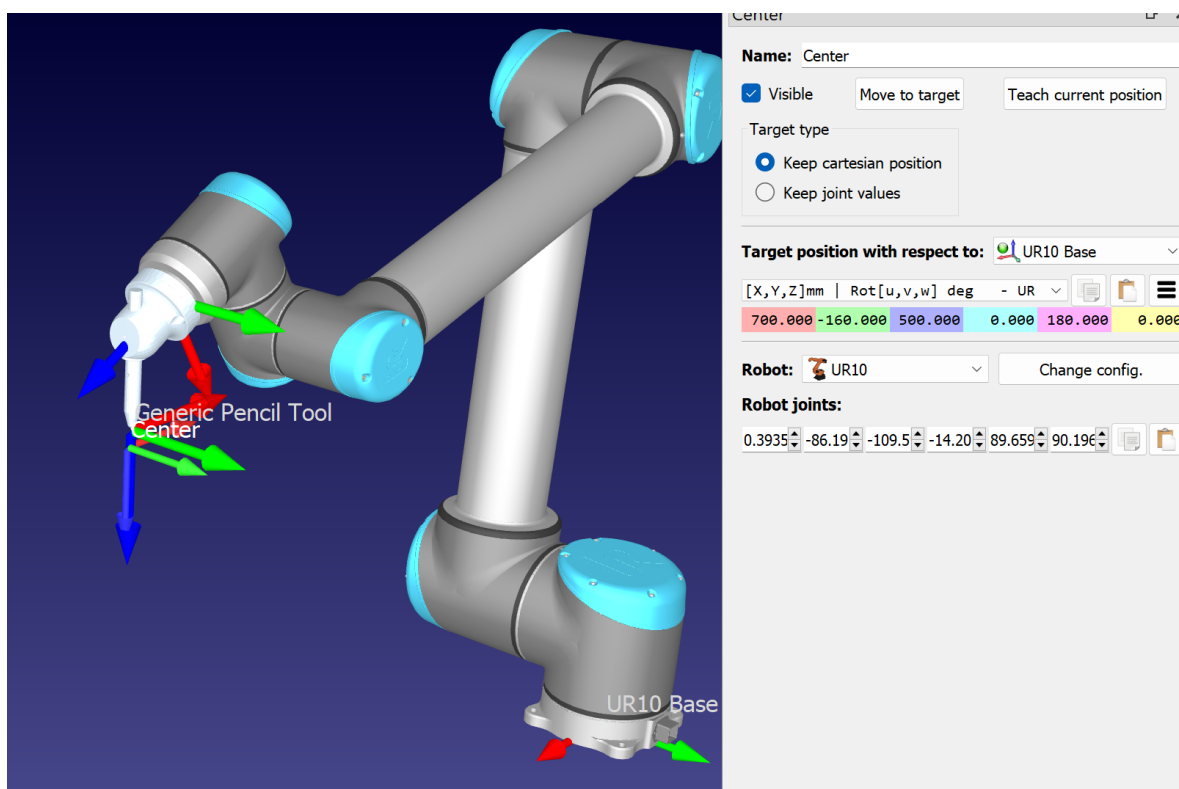 Center
Name: Center
Visible
Move to target
Teach current position
Target type
Keep cartesian position
Keep joint values
Target position with respect to: UR10 Base
[X,Y,Z]mm | Rot[u,v,w] deg - UR
700.000 -160.000 500.000 0.000 180.000 0.000
Robot: UR10
Change config.
Robot joints:
0.3935 -86.19 -109.5 -14.20 89.659 90.196
Generic Pencil Tool
Center
UR10 Base